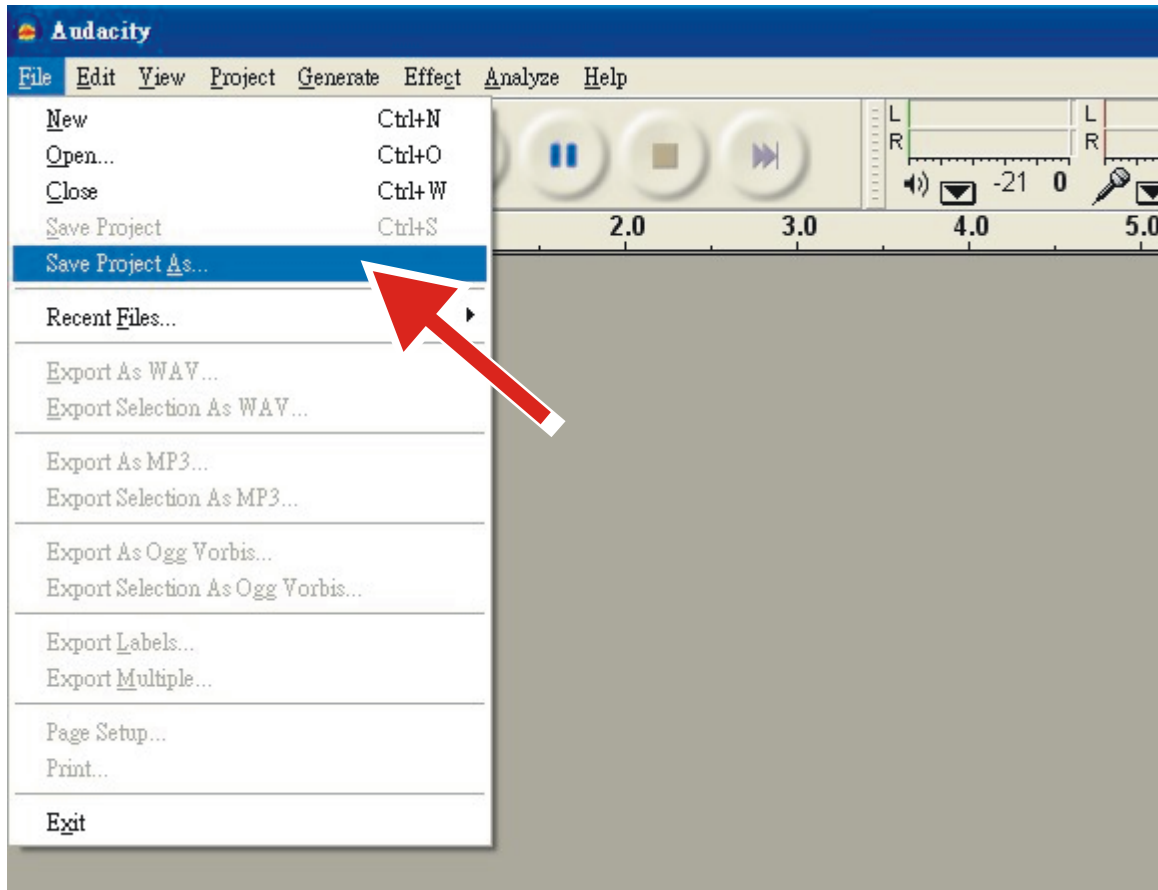 Audacity
File Edit View Project Generate Effect Analyze Help
New Ctrl+N
Open... Ctrl+O
Close Ctrl+W
Save Project Ctrl+S
Save Project As...
Recent Files...
Export As WAV...
Export Selection As WAV...
Export As MP3...
Export Selection As MP3...
Export As Ogg Vorbis...
Export Selection As Ogg Vorbis...
Export Labels...
Export Multiple...
Page Setup...
Print...
Exit
L L
R R
-21 0
2.0 3.0 4.0 5.0